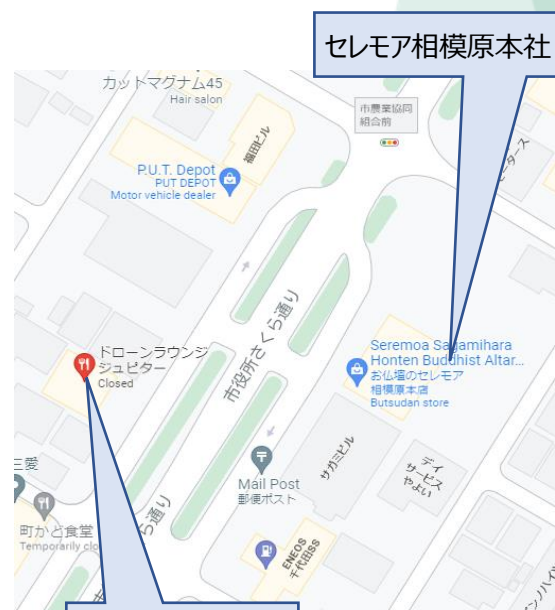 セレモア相模原本社
カットマグナム45
Hair salon
市農業協同
組合前
福田ビル
P.U.T. Depot
PUT DEPOT
Motor vehicle dealer
市役所さくら通り
ドローンラウンジ
ジュピター
Closed
Seremoa Sagamihara
Honten Buddhist Altar...
お仏壇のセレモア
相模原本店
Butsudan store
サガミビル
デイ
サービス
やよい
Mail Post
郵便ポスト
町かど食堂
Temporarily clo
ENEOS
千代田SS